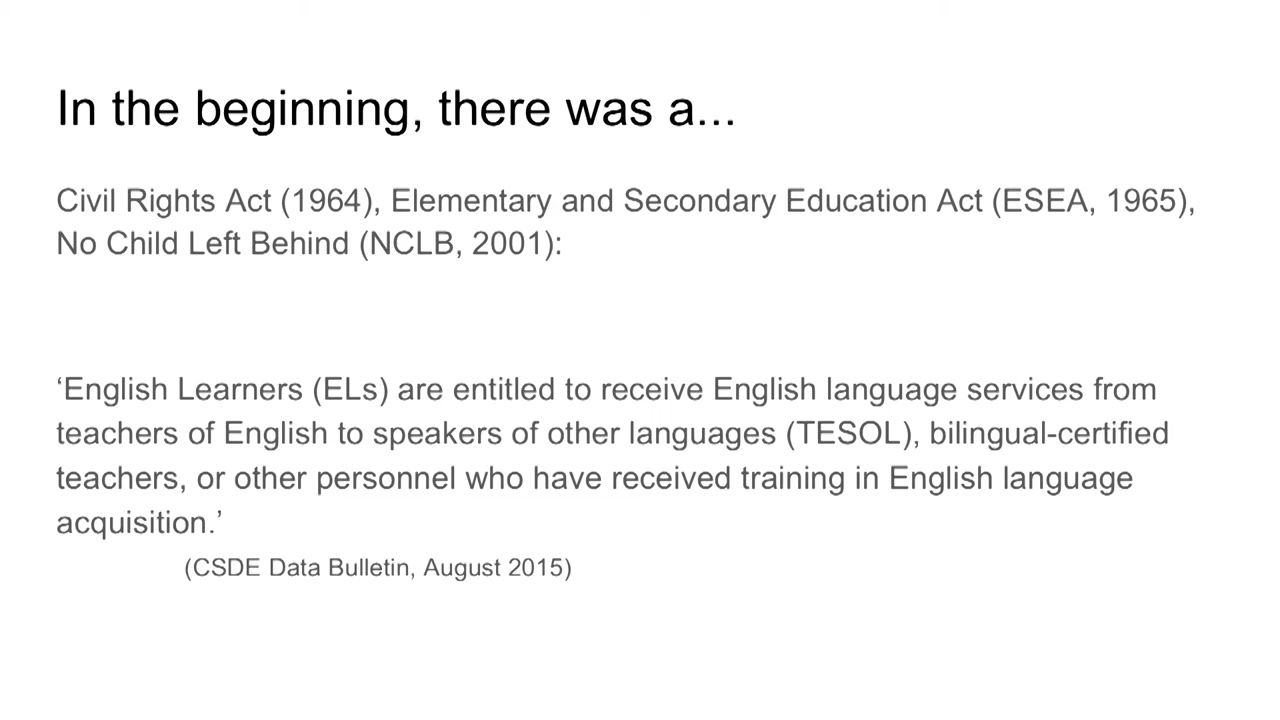 In the beginning, there was a...
Civil Rights Act (1964), Elementary and Secondary Education Act (ESEA, 1965),
No Child Left Behind (NCLB, 2001):
‘English Learners (ELs) are entitled to receive English language services from
teachers of English to speakers of other languages (TESOL), bilingual-certified
teachers, or other personnel who have received training in English language
acquisition.’
(CSDE Data Bulletin, August 2015)